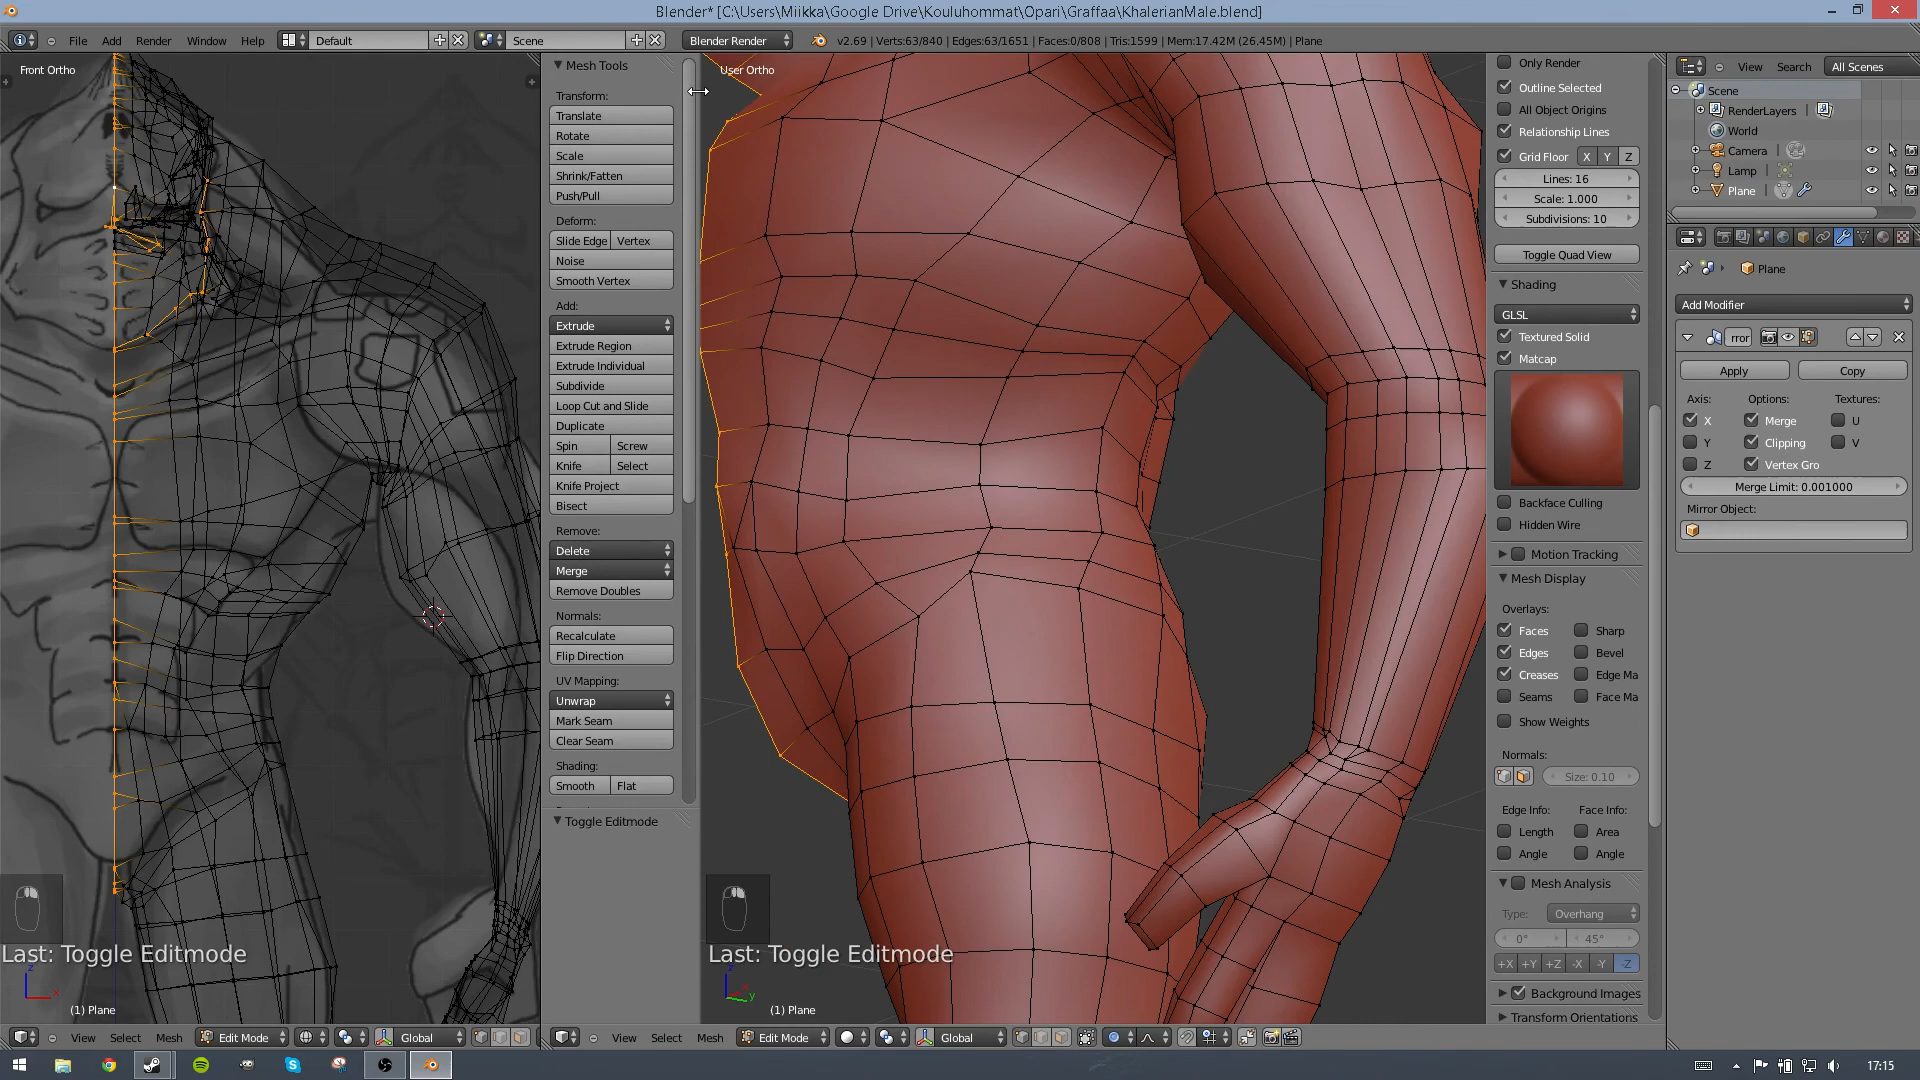 Blender* [C:\Users\Miikka\Google Drive\Kouluhommat\Opari\Graffaa\KhalerianMale.blend]
File Add Render Window Help Default Scene Blender Render v2.69 | Verts:63/840 | Edges:63/1651 | Faces:0/808 | Tris:1599 | Mem:17.42M (26.45M) | Plane
Front Ortho
Mesh Tools
Transform:
Translate
Rotate
Scale
Shrink/Fatten
Push/Pull
Deform:
Slide Edge Vertex
Noise
Smooth Vertex
Add:
Extrude
Extrude Region
Extrude Individual
Subdivide
Loop Cut and Slide
Duplicate
Spin Screw
Knife Select
Knife Project
Bisect
Remove:
Delete
Merge
Remove Doubles
Normals:
Recalculate
Flip Direction
UV Mapping:
Unwrap
Mark Seam
Clear Seam
Shading:
Smooth Flat
Toggle Editmode
User Ortho
Only Render
Outline Selected
All Object Origins
Relationship Lines
Grid Floor X Y Z
Lines: 16
Scale: 1.000
Subdivisions: 10
Toggle Quad View
Shading
GLSL
Textured Solid
Matcap
Backface Culling
Hidden Wire
Motion Tracking
Mesh Display
Overlays:
Faces Sharp
Edges Bevel
Creases Edge Ma
Seams Face Ma
Show Weights
Normals:
Size: 0.10
Edge Info: Face Info:
Length Area
Angle Angle
Mesh Analysis
Type: Overhang
0° 45°
+X +Y +Z -X -Y -Z
Background Images
Transform Orientations
View Search All Scenes
Scene
RenderLayers
World
Camera
Lamp
Plane
Plane
Add Modifier
rror
Apply Copy
Axis: Options: Textures:
X Merge U
Y Clipping V
Z Vertex Gro
Merge Limit: 0.001000
Mirror Object:
Last: Toggle Editmode
z x
(1) Plane
Last: Toggle Editmode
z x y
(1) Plane
View Select Mesh Edit Mode Global
View Select Mesh Edit Mode Global
17:15